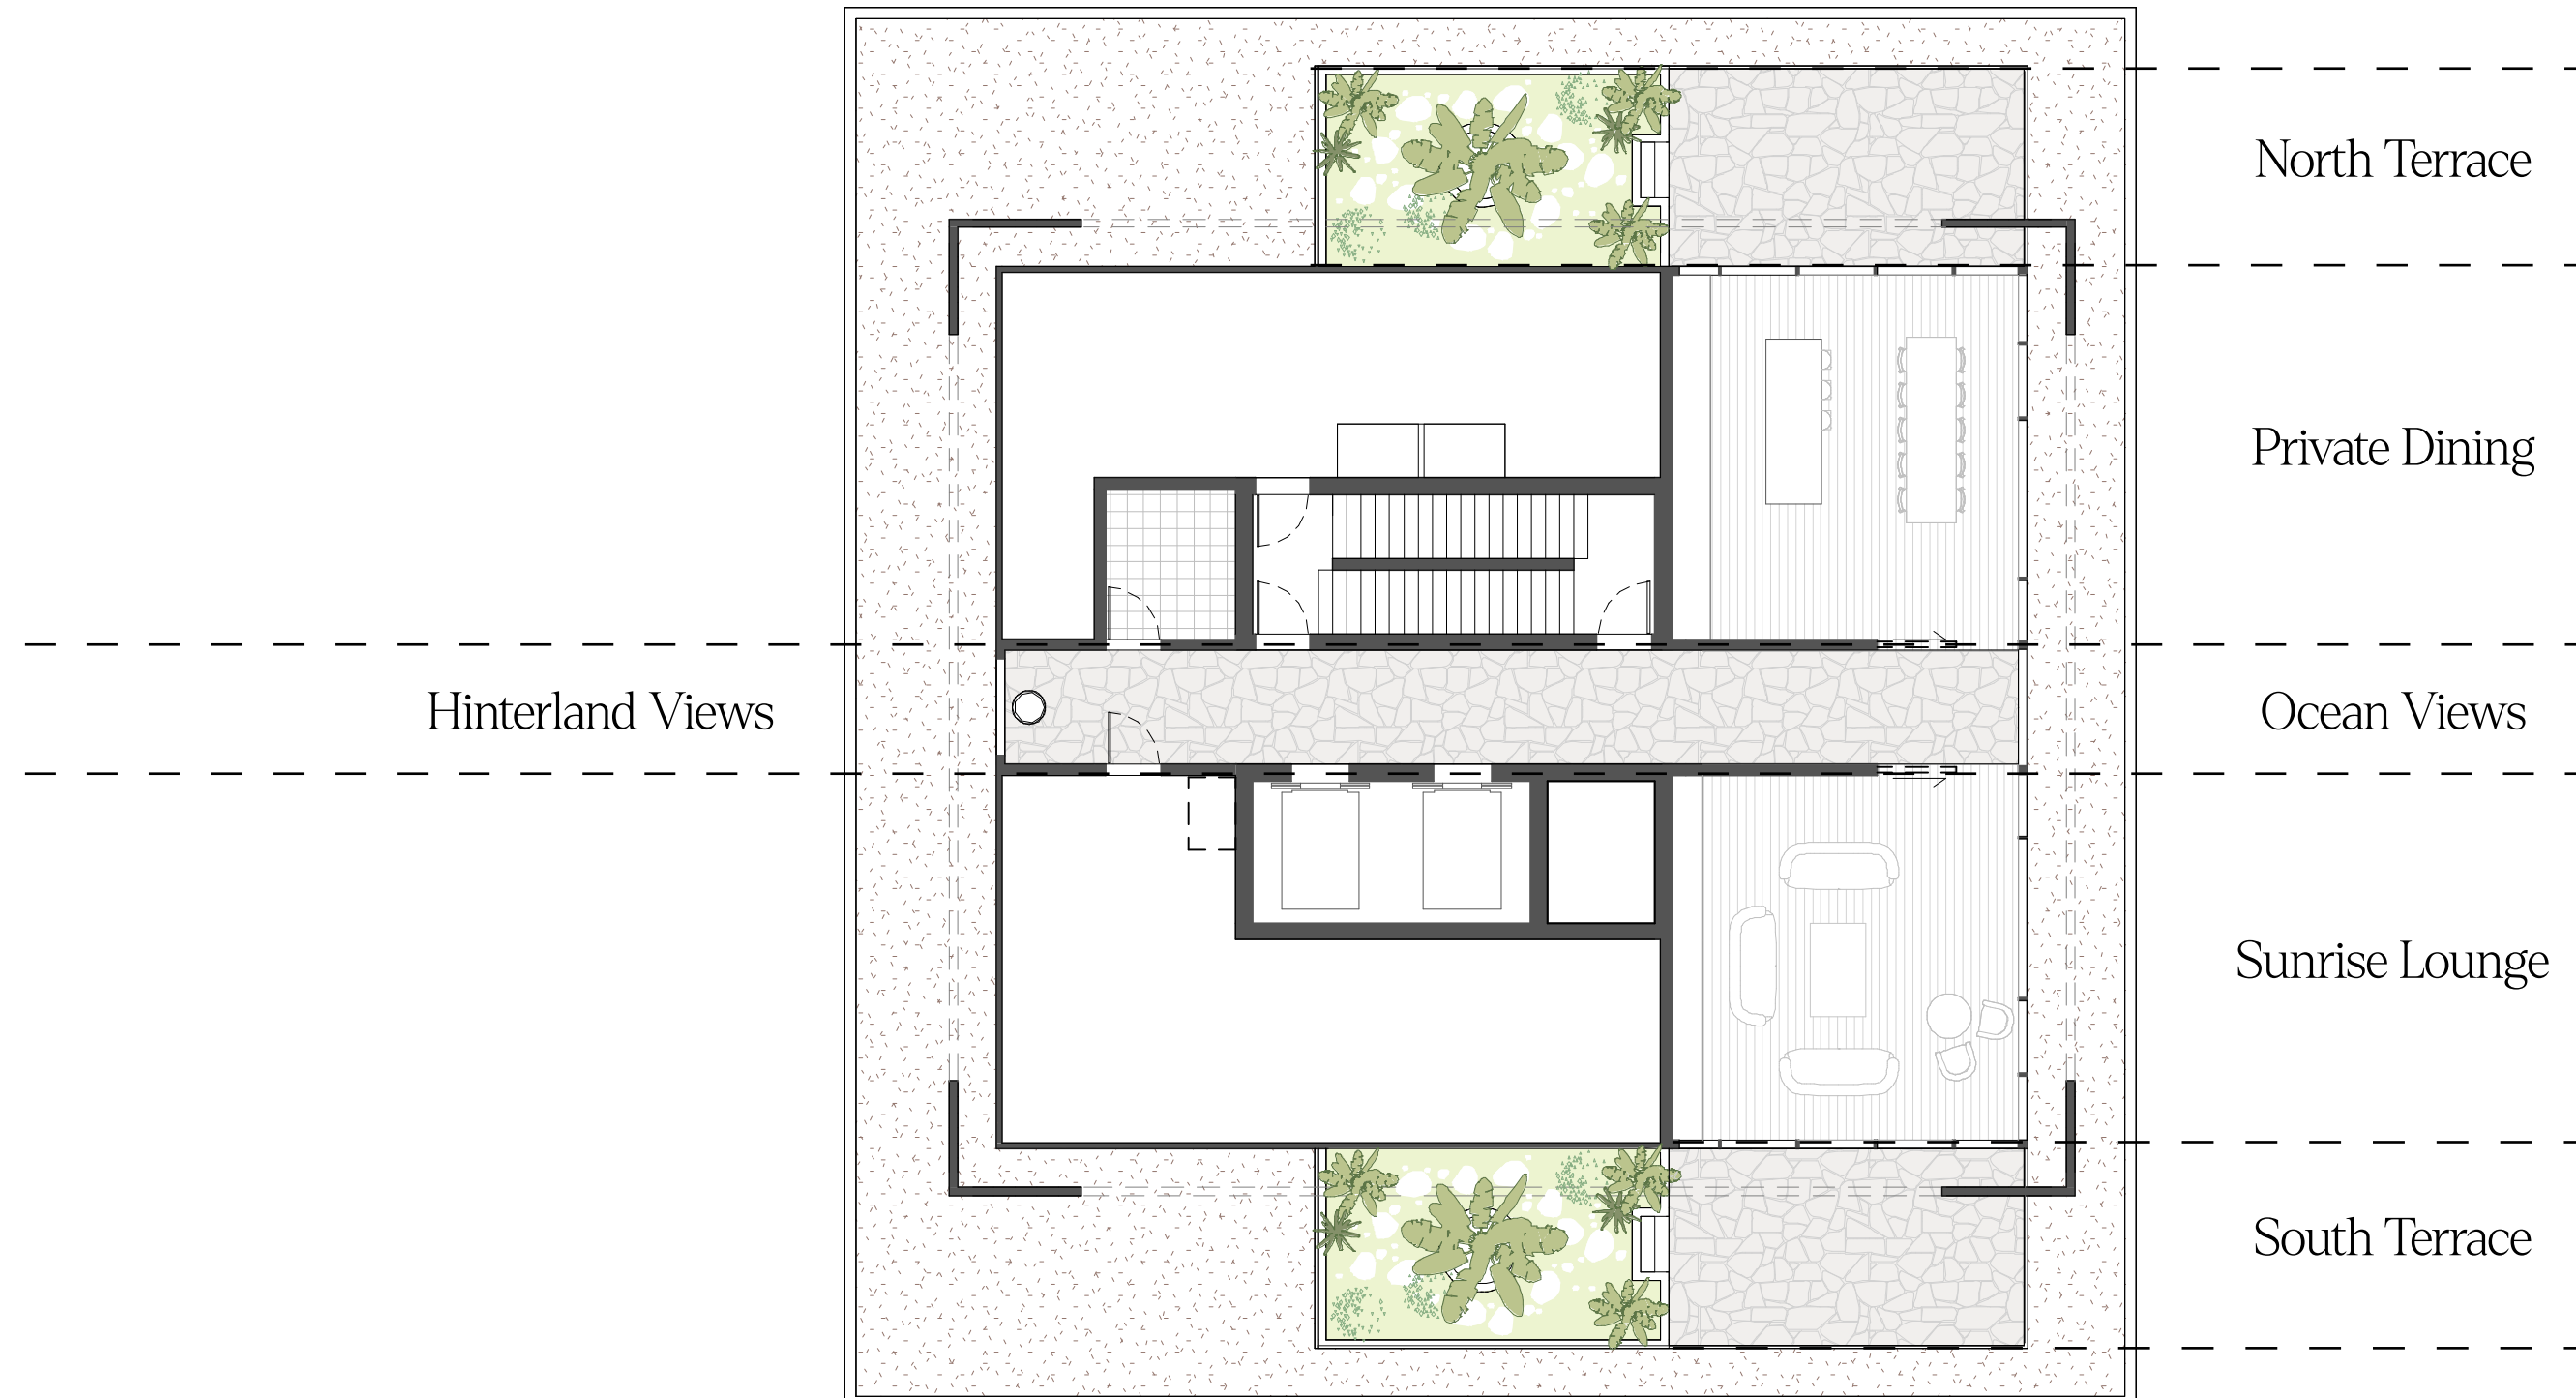 North Terrace
Private Dining
Hinterland Views
Ocean Views
Sunrise Lounge
South Terrace